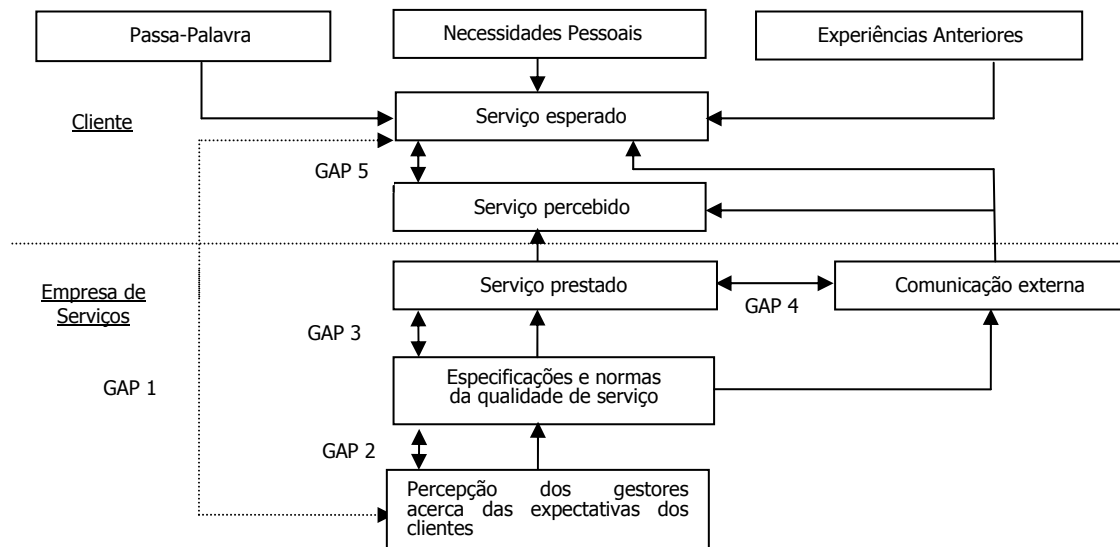 Passa-Palavra
Necessidades Pessoais
Experiências Anteriores
Cliente
Serviço esperado
GAP 5
Serviço percebido
Empresa de
Serviços
Serviço prestado
Comunicação externa
GAP 4
GAP 3
GAP 1
Especificações e normas
da qualidade de serviço
GAP 2
Percepção dos gestores
acerca das expectativas dos
clientes